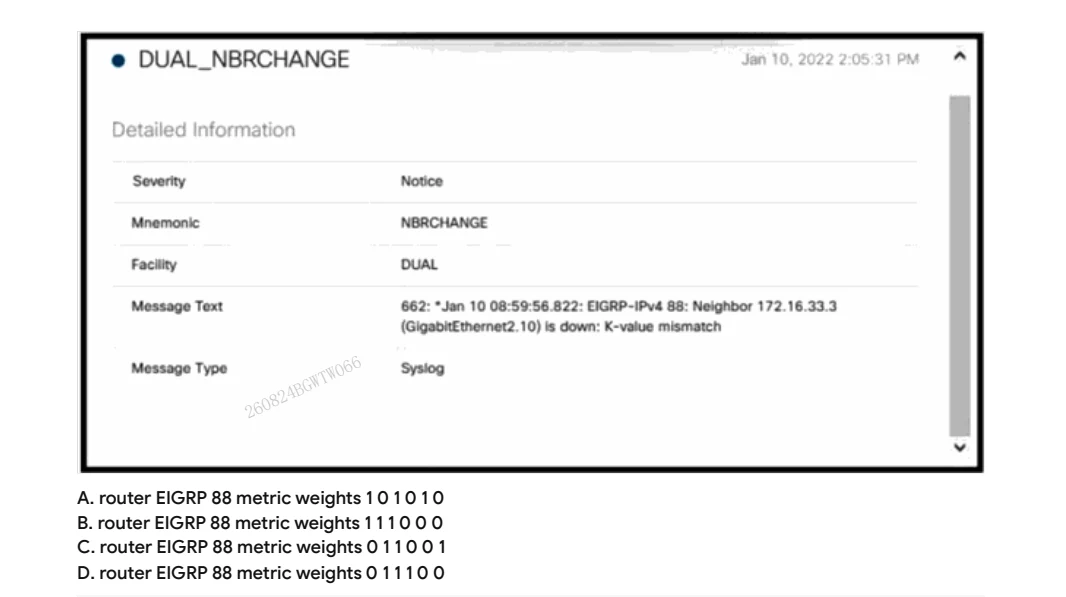 DUAL_NBRCHANGE Jan 10, 2022 2:05:31 PM
Detailed Information
Severity Notice
Mnemonic NBRCHANGE
Facility DUAL
Message Text 662: *Jan 10 08:59:56.822: EIGRP-IPv4 88: Neighbor 172.16.33.3
(GigabitEthernet2.10) is down: K-value mismatch
Message Type Syslog
260824BGWTW066
A. router EIGRP 88 metric weights 1 0 1 0 1 0
B. router EIGRP 88 metric weights 1 1 1 0 0 0
C. router EIGRP 88 metric weights 0 1 1 0 0 1
D. router EIGRP 88 metric weights 0 1 1 1 0 0